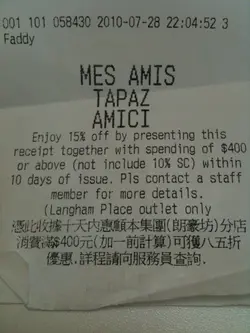 001 101 058430 2010-07-28 22:04:52 3
Faddy
MES AMIS
TAPAZ
AMICI
Enjoy 15% off by presenting this
receipt together with spending of $400
or above (not include 10% SC) within
10 days of issue. Pls contact a staff
member for more details.
(Langham Place outlet only
憑此收據十天內惠顧本集團(朗豪坊)分店
消費滿$400元(加一前計算)可獲八五折
優惠.詳程請向服務員查詢.